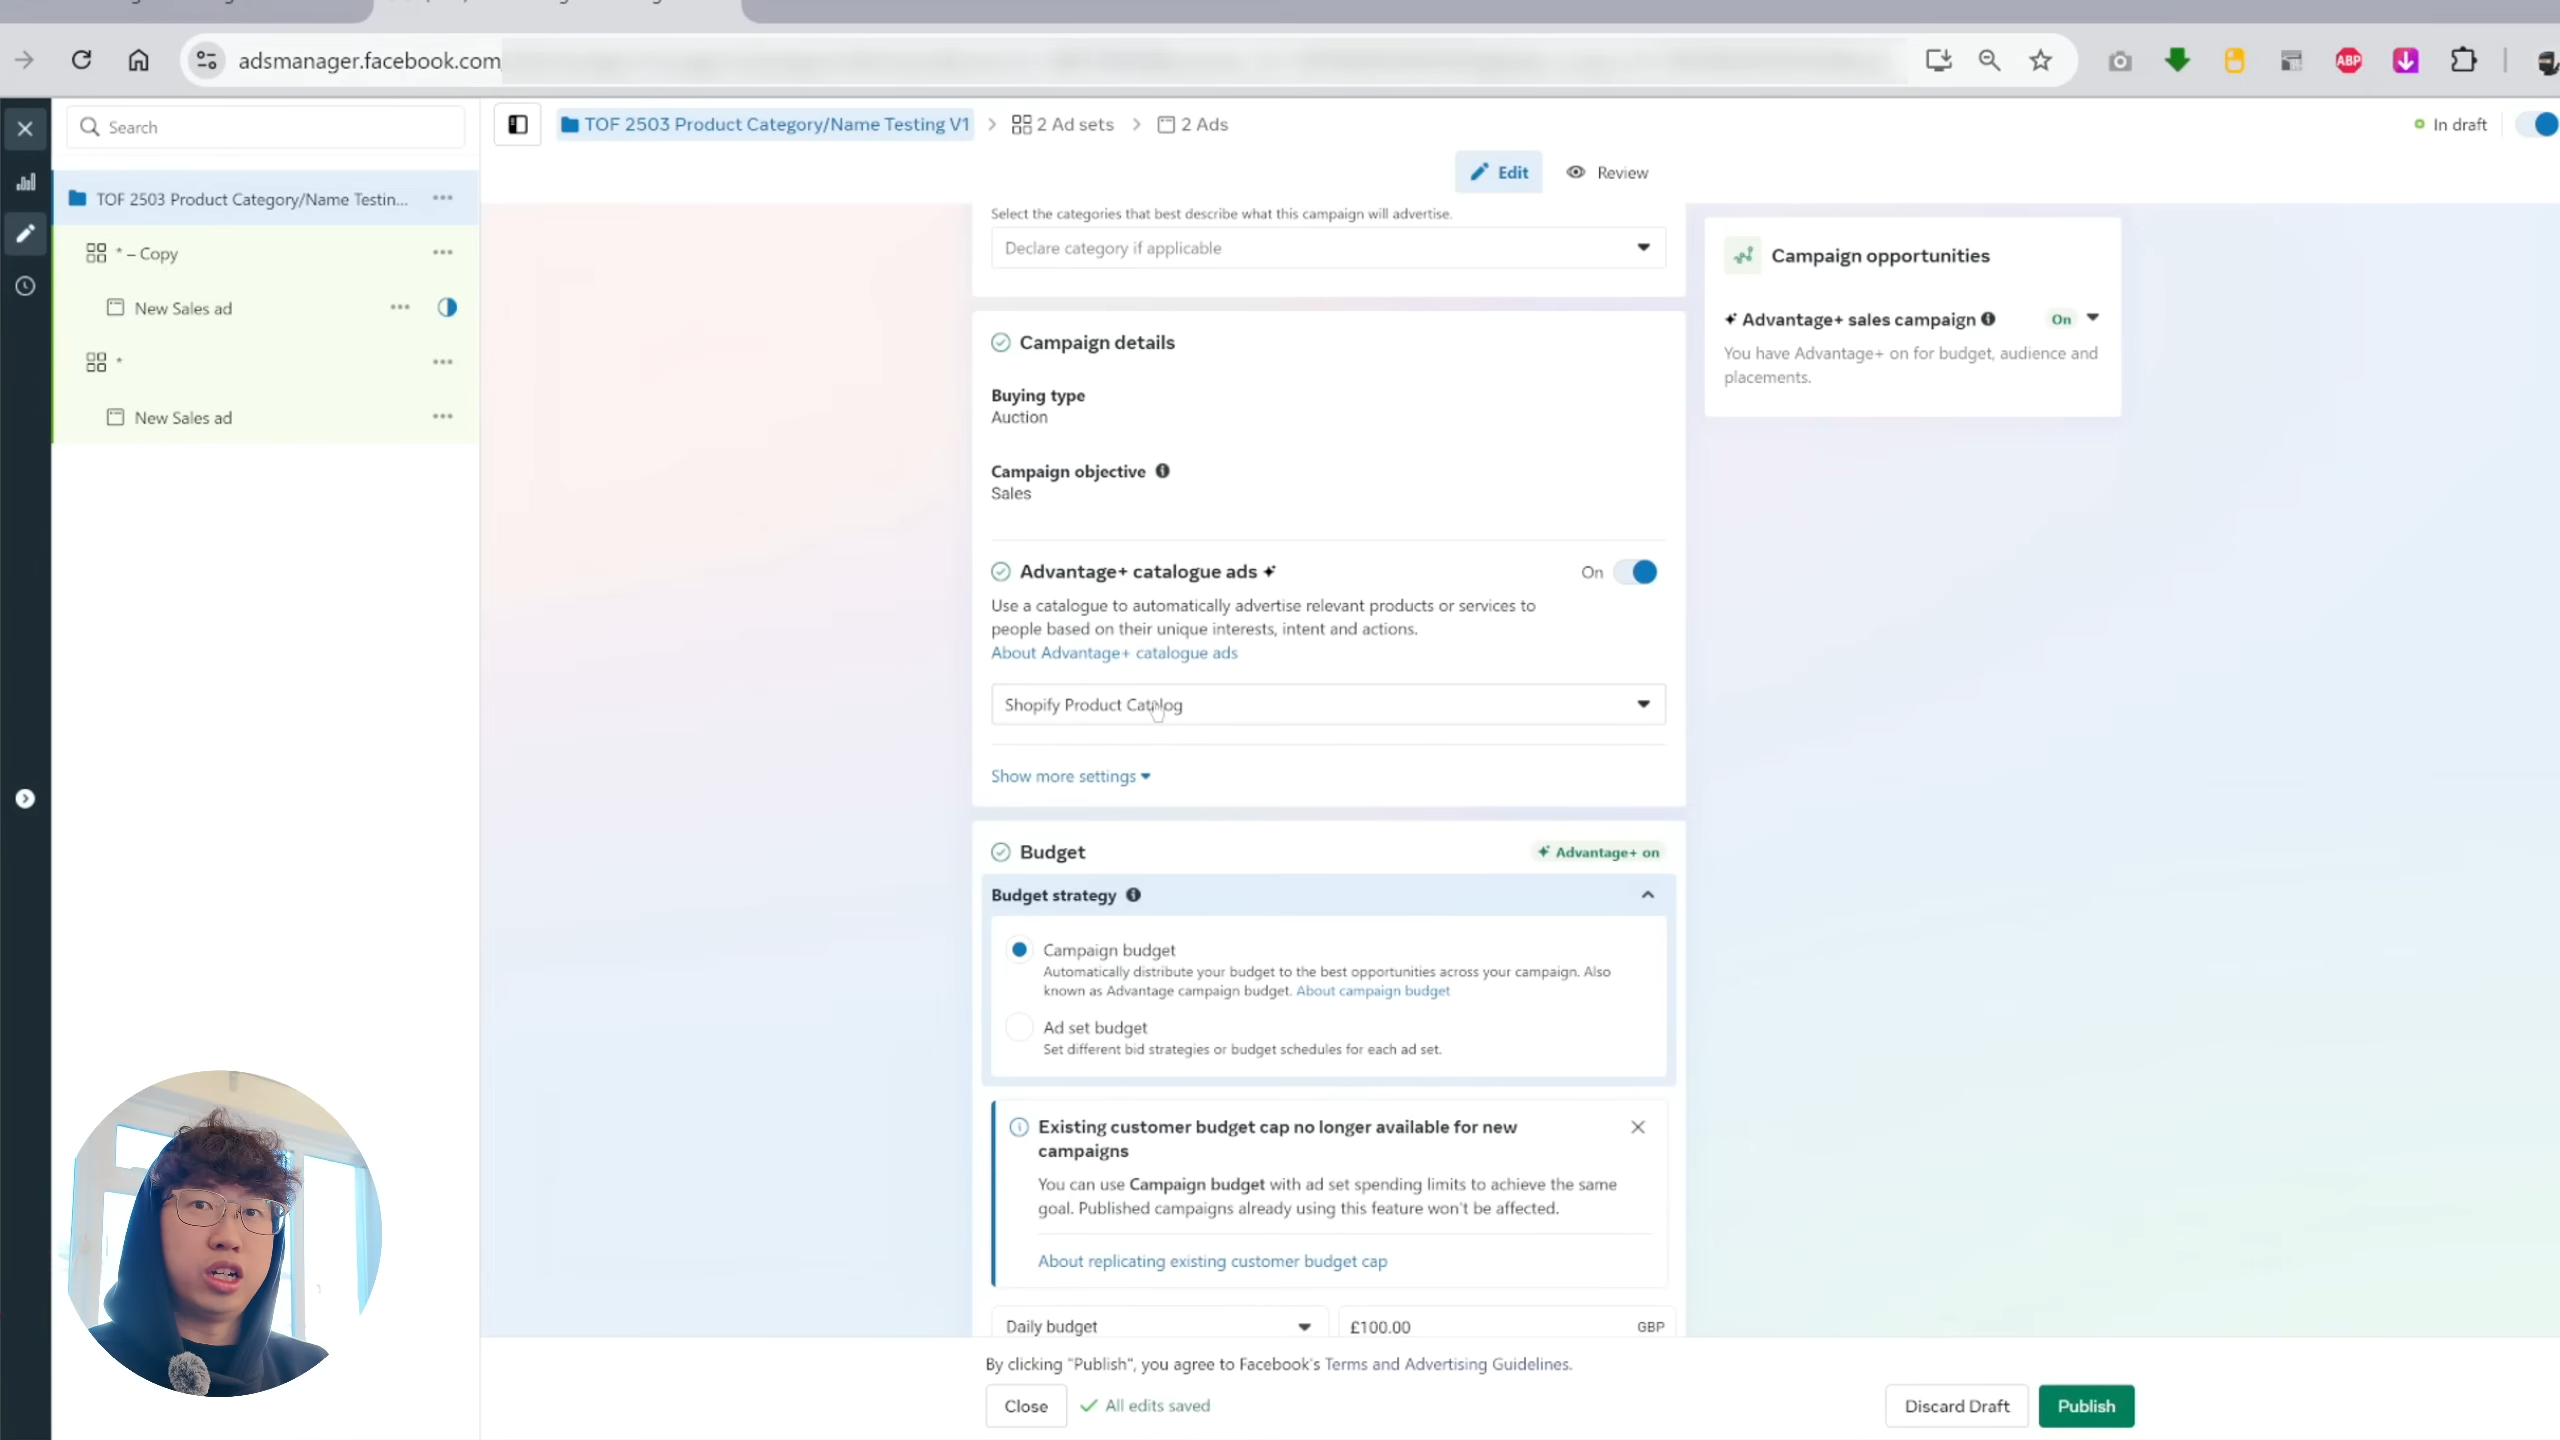 adsmanager.facebook.com
ABP
Search
TOF 2503 Product Category/Name Testing V1
2 Ad sets
2 Ads
In draft
Edit
Review
TOF 2503 Product Category/Name Testin...
* – Copy
New Sales ad
*
New Sales ad
Select the categories that best describe what this campaign will advertise.
Declare category if applicable
Campaign details
Buying type
Auction
Campaign objective
Sales
Advantage+ catalogue ads
On
Use a catalogue to automatically advertise relevant products or services to
people based on their unique interests, intent and actions.
About Advantage+ catalogue ads
Shopify Product Catalog
Show more settings
Budget
Advantage+ on
Budget strategy
Campaign budget
Automatically distribute your budget to the best opportunities across your campaign. Also
known as Advantage campaign budget. About campaign budget
Ad set budget
Set different bid strategies or budget schedules for each ad set.
Existing customer budget cap no longer available for new
campaigns
You can use Campaign budget with ad set spending limits to achieve the same
goal. Published campaigns already using this feature won't be affected.
About replicating existing customer budget cap
Daily budget
£100.00
GBP
Campaign opportunities
Advantage+ sales campaign
On
You have Advantage+ on for budget, audience and
placements.
By clicking "Publish", you agree to Facebook's Terms and Advertising Guidelines.
Close
All edits saved
Discard Draft
Publish